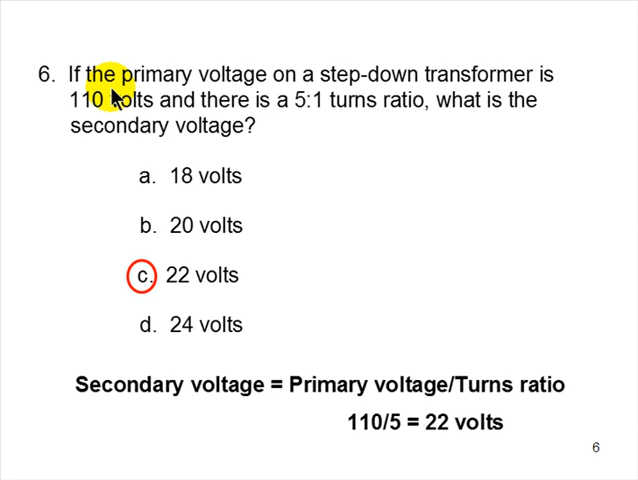 6. If the primary voltage on a step-down transformer is
110 volts and there is a 5:1 turns ratio, what is the
secondary voltage?
a. 18 volts
b. 20 volts
c. 22 volts
d. 24 volts
Secondary voltage = Primary voltage/Turns ratio
110/5 = 22 volts
6